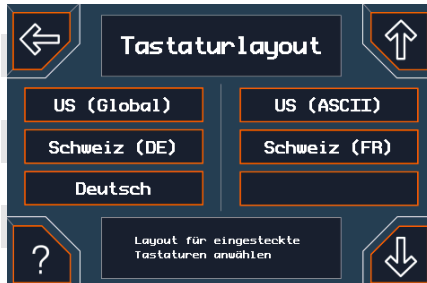 Tastaturlayout
US (Global)
US (ASCII)
Schweiz (DE)
Schweiz (FR)
Deutsch
?
Layout für eingesteckte
Tastaturen anwählen